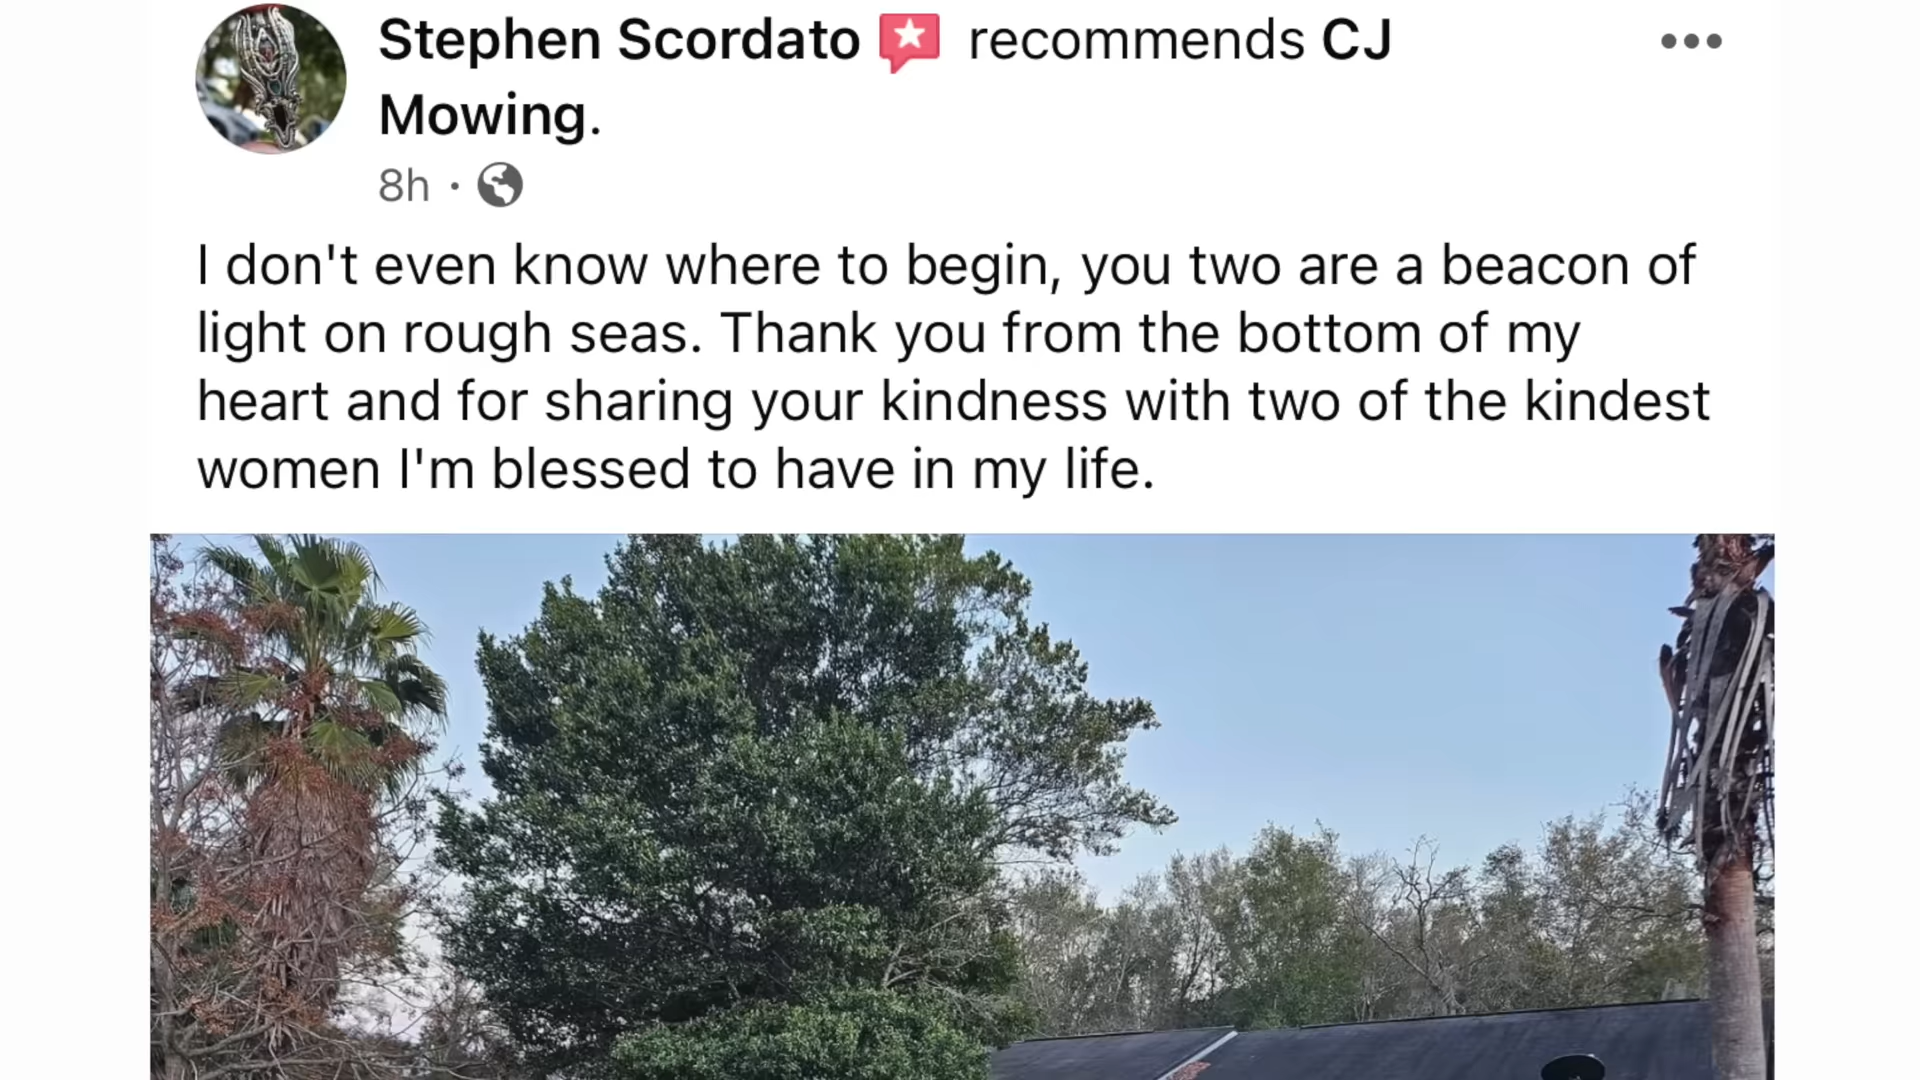 Stephen Scordato recommends CJ
Mowing.
8h ·
I don't even know where to begin, you two are a beacon of
light on rough seas. Thank you from the bottom of my
heart and for sharing your kindness with two of the kindest
women I'm blessed to have in my life.